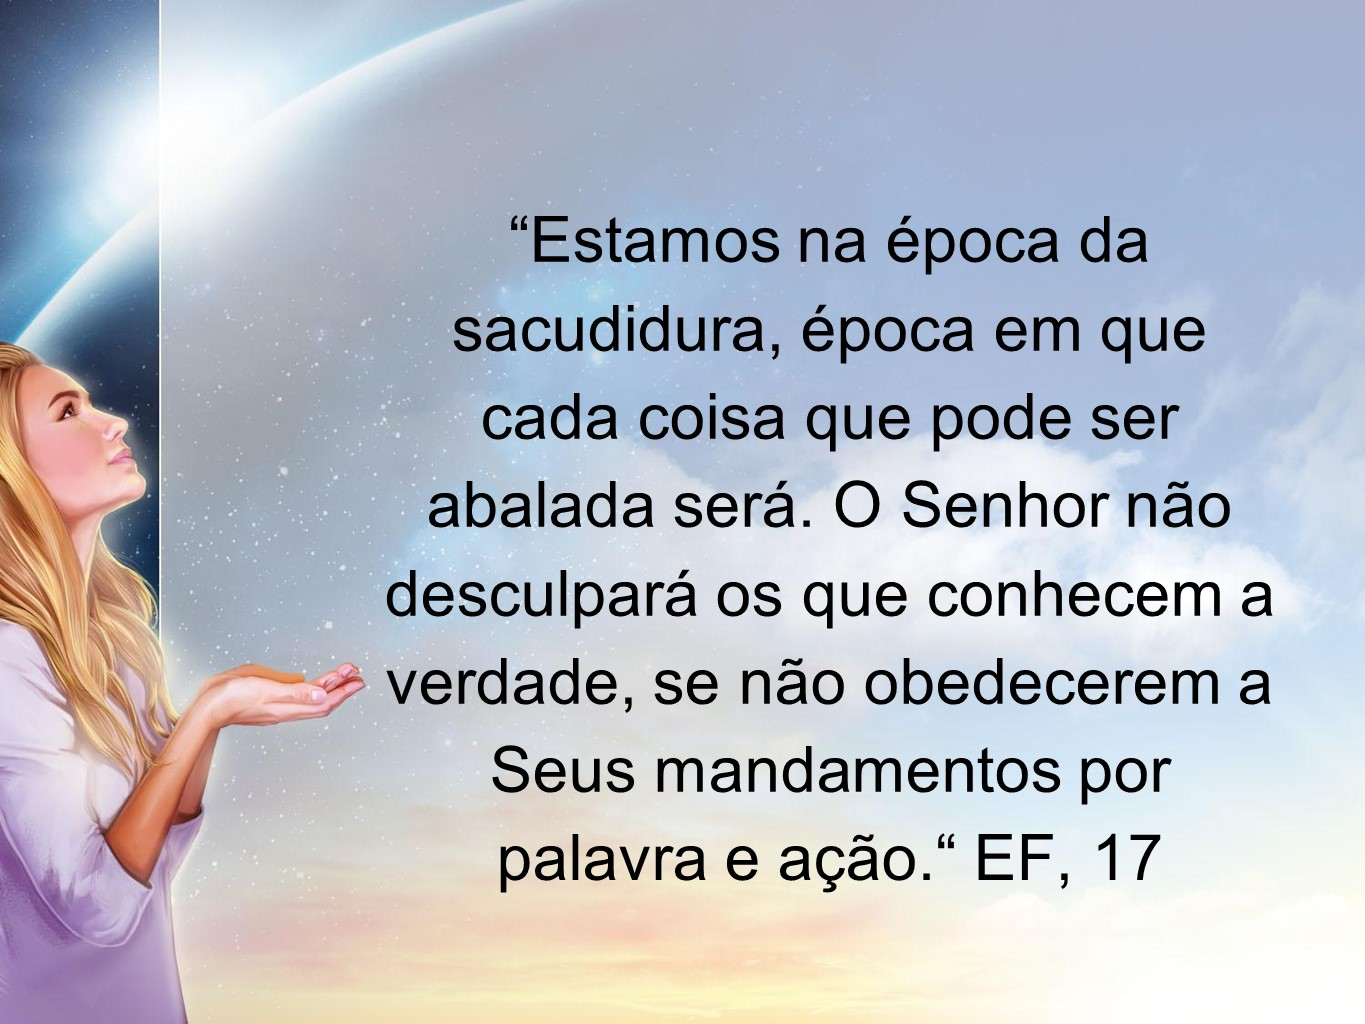 “Estamos na época da
sacudidura, época em que
cada coisa que pode ser
abalada será. O Senhor não
desculpará os que conhecem a
verdade, se não obedecerem a
Seus mandamentos por
palavra e ação.“ EF, 17